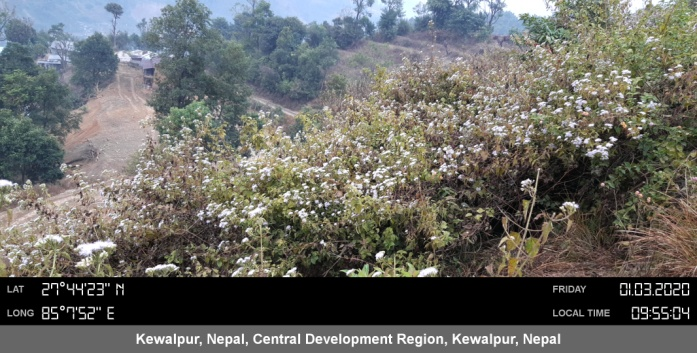 LAT 27°44'23" N FRIDAY 01.03.2020
LONG 85°7'52" E LOCAL TIME 09:55:04
Kewalpur, Nepal, Central Development Region, Kewalpur, Nepal